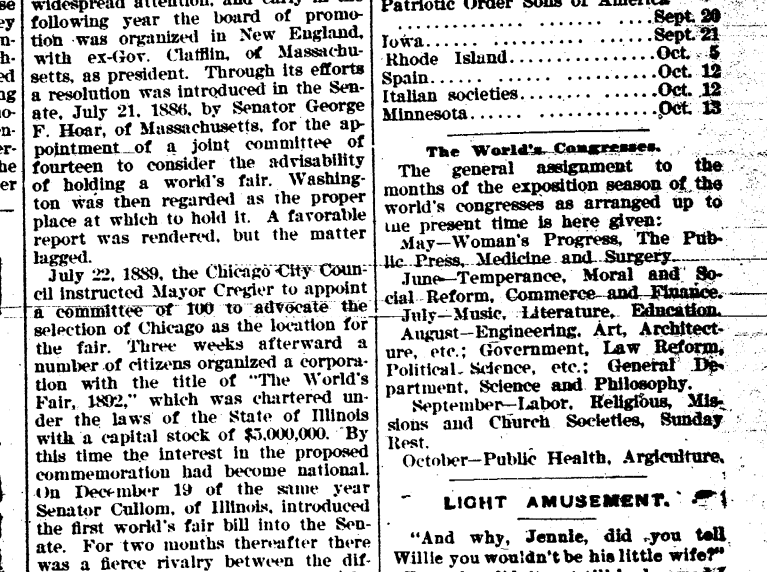 widespread attention, and early in the
following year the board of promo-
tion was organized in New England,
with ex-Gov. Clafflin, of Massachu-
setts, as president. Through its efforts
a resolution was introduced in the Sen-
ate, July 21, 1886, by Senator George
F. Hoar, of Massachusetts, for the ap-
pointment of a joint committee of
fourteen to consider the advisability
of holding a world's fair. Washing-
ton was then regarded as the proper
place at which to hold it. A favorable
report was rendered, but the matter
lagged.
July 22, 1889, the Chicago City Coun-
cil instructed Mayor Cregier to appoint
a committee of 100 to advocate the
selection of Chicago as the location for
the fair. Three weeks afterward a
number of citizens organized a corpora-
tion with the title of "The World's
Fair, 1892," which was chartered un-
der the laws of the State of Illinois
with a capital stock of $5,000,000. By
this time the interest in the proposed
commemoration had become national.
On December 19 of the same year
Senator Cullom, of Illinois, introduced
the first world's fair bill into the Sen-
ate. For two months thereafter there
was a fierce rivalry between the dif-
Patriotic Order Sons of America
..............................Sept. 20
Iowa..............................Sept. 21
Rhode Island....................Oct. 5
Spain..............................Oct. 12
Italian societies..................Oct. 12
Minnesota........................Oct. 13
The World's Congresses.
The general assignment to the
months of the exposition season of the
world's congresses as arranged up to
the present time is here given:
May—Woman's Progress, The Pub-
lic Press, Medicine and Surgery.
June—Temperance, Moral and So-
cial Reform, Commerce and Finance.
July—Music, Literature, Education.
August—Engineering, Art, Architect-
ure, etc.; Government, Law Reform,
Political Science, etc.; General De-
partment, Science and Philosophy.
September—Labor, Religious, Mis-
sions and Church Societies, Sunday
Rest.
October—Public Health, Argiculture.
LIGHT AMUSEMENT.
"And why, Jennie, did you tell
Willie you wouldn't be his little wife?"